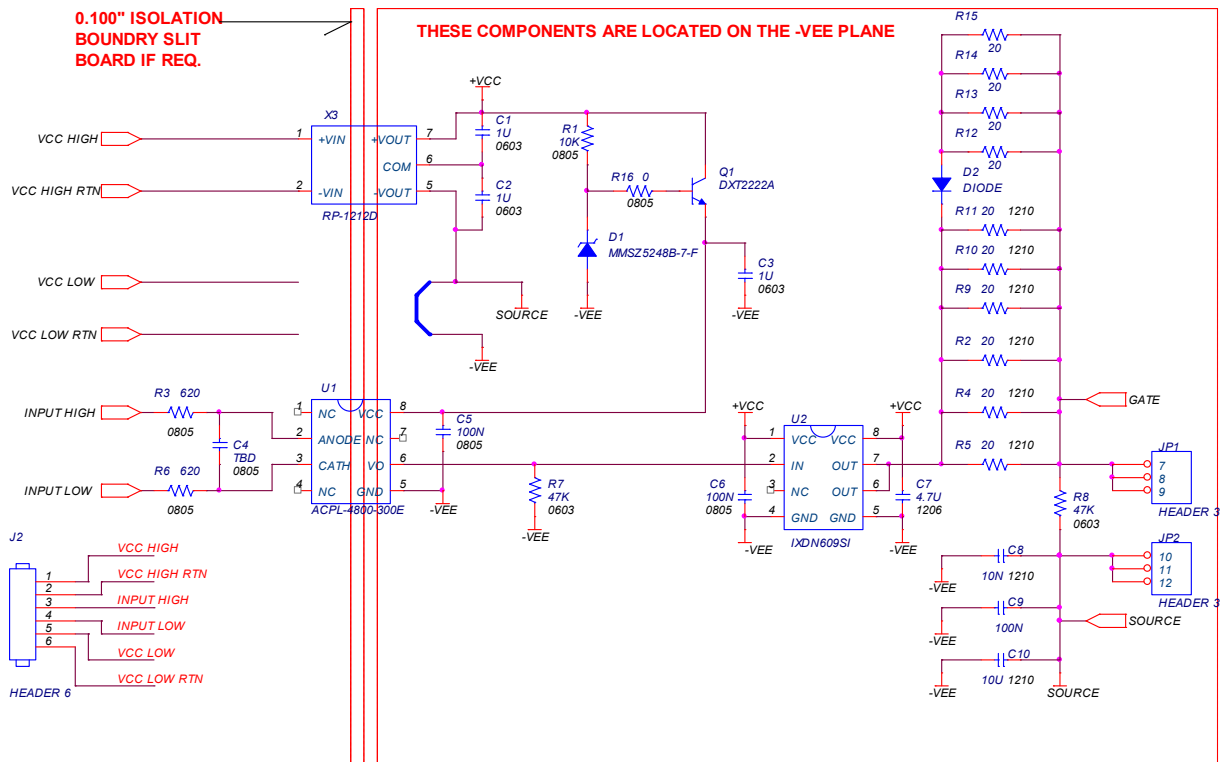 0.100" ISOLATION
BOUNDRY SLIT
BOARD IF REQ.
THESE COMPONENTS ARE LOCATED ON THE -VEE PLANE
VCC HIGH
VCC HIGH RTN
VCC LOW
VCC LOW RTN
INPUT HIGH
INPUT LOW
X3
1 +VIN +VOUT 7
COM 6
2 -VIN -VOUT 5
RP-1212D
+VCC
C1
1U
0603
C2
1U
0603
R1
10K
0805
R16 0
0805
Q1
DXT2222A
D1
MMSZ5248B-7-F
-VEE
C3
1U
0603
-VEE
SOURCE
-VEE
R15
20
R14
20
R13
20
R12
20
D2
DIODE
R11 20 1210
R10 20 1210
R9 20 1210
R2 20 1210
R4 20 1210
R5 20 1210
GATE
R3 620
0805
C4
TBD
0805
R6 620
0805
U1
1 NC VCC 8
2 ANODE NC 7
3 CATH VO 6
4 NC GND 5
ACPL-4800-300E
C5
100N
0805
-VEE
R7
47K
0603
-VEE
+VCC
+VCC
U2
1 VCC VCC 8
2 IN OUT 7
3 NC OUT 6
4 GND GND 5
IXDN609SI
C6
100N
0805
-VEE
C7
4.7U
1206
-VEE
R8
47K
0603
JP1
7
8
9
HEADER 3
JP2
10
11
12
HEADER 3
C8
10N 1210
-VEE
C9
100N
-VEE
C10
10U 1210
-VEE
SOURCE
SOURCE
J2
1 VCC HIGH
2 VCC HIGH RTN
3 INPUT HIGH
4 INPUT LOW
5 VCC LOW
6 VCC LOW RTN
HEADER 6